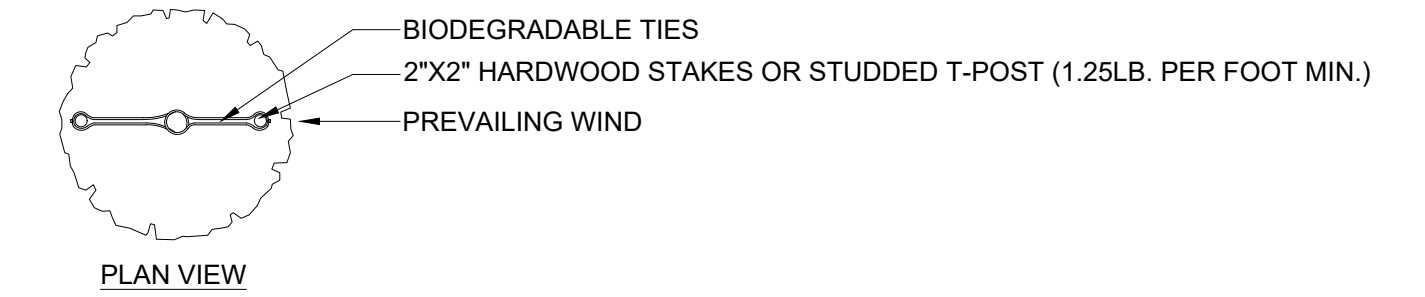 BIODEGRADABLE TIES
2"X2" HARDWOOD STAKES OR STUDDED T-POST (1.25LB. PER FOOT MIN.)
PREVAILING WIND
PLAN VIEW